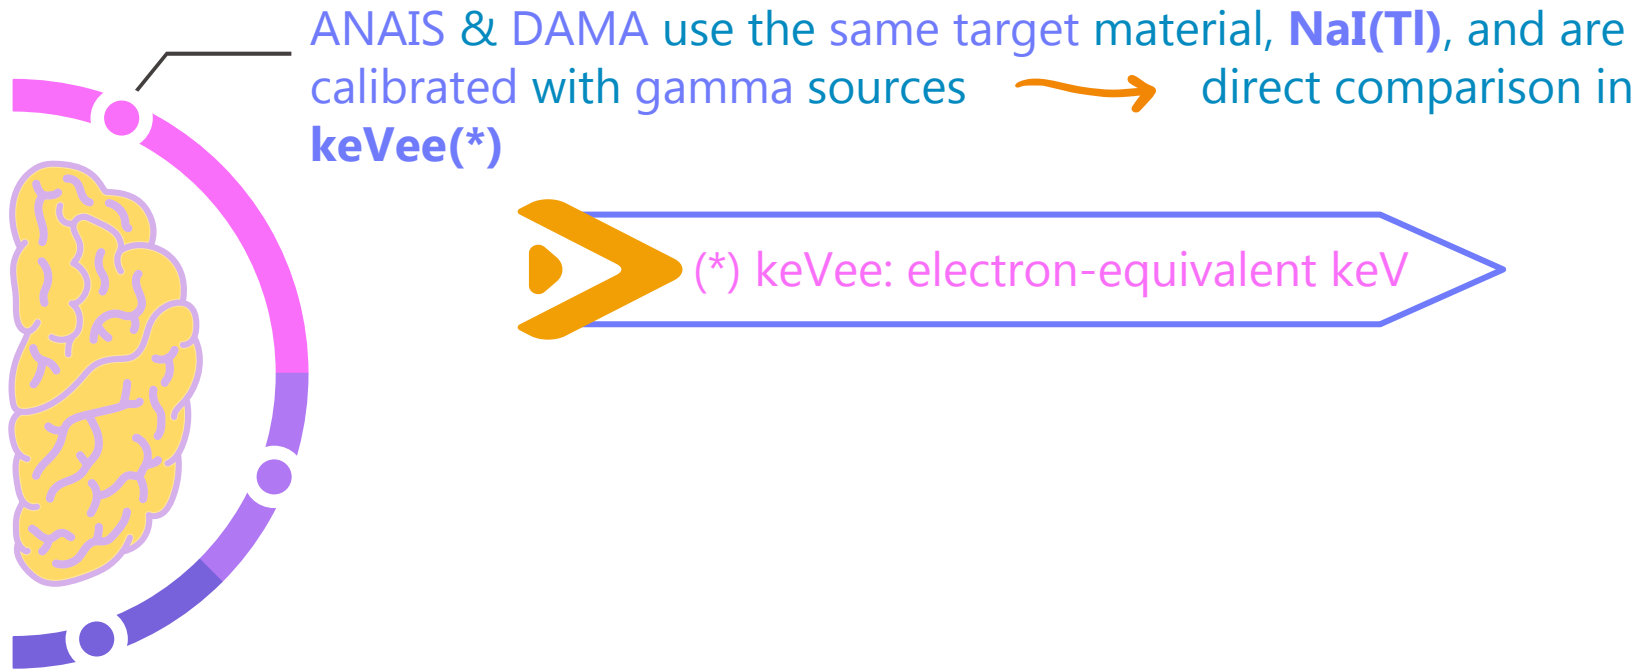 ANAIS & DAMA use the same target material, NaI(Tl), and are
calibrated with gamma sources direct comparison in
keVee(*)
(*) keVee: electron-equivalent keV